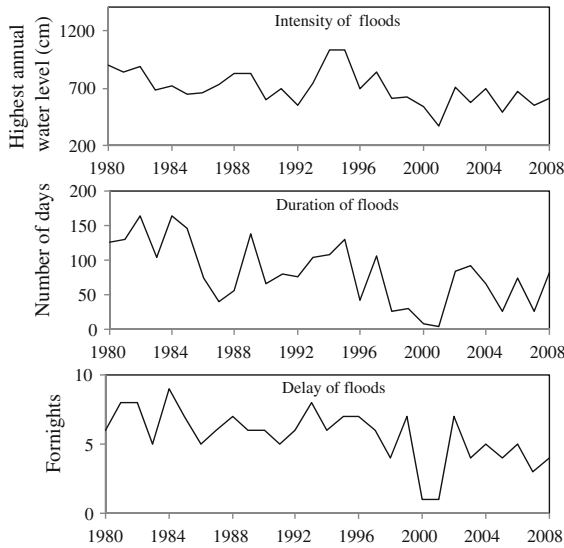 Intensity of floods
Highest annual
water level (cm)
1200
700
200
1980 1984 1988 1992 1996 2000 2004 2008
Duration of floods
Number of days
200
150
100
50
0
1980 1984 1988 1992 1996 2000 2004 2008
Delay of floods
Fornights
10
5
0
1980 1984 1988 1992 1996 2000 2004 2008